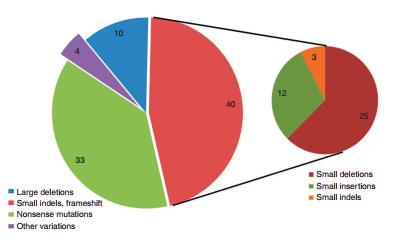 10
4
3
40
12
25
33
Large deletions
Small indels, frameshift
Nonsense mutations
Other variations
Small deletions
Small insertions
Small indels